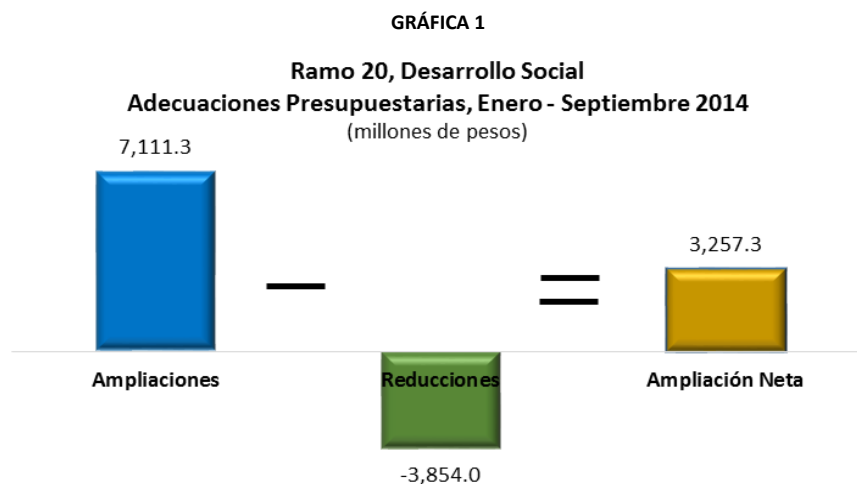 GRÁFICA 1
Ramo 20, Desarrollo Social
Adecuaciones Presupuestarias, Enero - Septiembre 2014
(millones de pesos)
7,111.3
3,257.3
— =
Ampliaciones
Reducciones
Ampliación Neta
-3,854.0